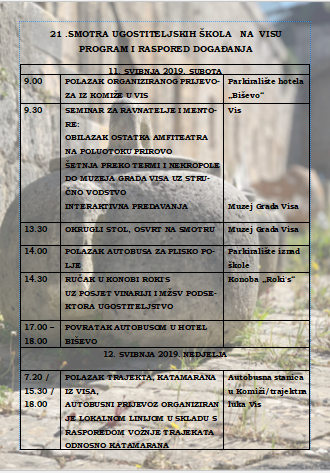 21 .SMOTRA UGOSTITELJSKIH ŠKOLA NA VISU
PROGRAM I RASPORED DOGAĐANJA
11. SVIBNJA 2019. SUBOTA
9.00 POLAZAK ORGANIZIRANOG PRIJEVO- Parkiralište hotela
ZA IZ KOMIŽE U VIS „Biševo“
9.30 SEMINAR ZA RAVNATELJE I MENTO- Vis
RE:
OBILAZAK OSTATKA AMFITEATRA
NA POLUOTOKU PRIROVO
ŠETNJA PREKO TERMI I NEKROPOLE
DO MUZEJA GRADA VISA UZ STRU-
ČNO VODSTVO
INTERAKTIVNA PREDAVANJA Muzej Grada Visa
13.30 OKRUGLI STOL, OSVRT NA SMOTRU Muzej Grada Visa
14.00 POLAZAK AUTOBUSA ZA PLISKO PO- Parkiralište iznad
LJE škole
14.30 RUČAK U KONOBI ROKI'S Konoba „Roki's“
UZ POSJET VINARIJI I MŽSV PODSE-
KTORA UGOSTITELJSTVO
17.00 – POVRATAK AUTOBUSOM U HOTEL
18.00 BIŠEVO
12. SVIBNJA 2019. NEDJELJA
7.20 / POLAZAK TRAJEKTA, KATAMARANA Autobusna stanica
15.30 / IZ VISA, u Komiži/trajektna
18.00 AUTOBUSNI PRIJEVOZ ORGANIZIRAN luka Vis
JE LOKALNOM LINIJOM U SKLADU S
RASPOREDOM VOŽNJE TRAJEKATA
ODNOSNO KATAMARANA